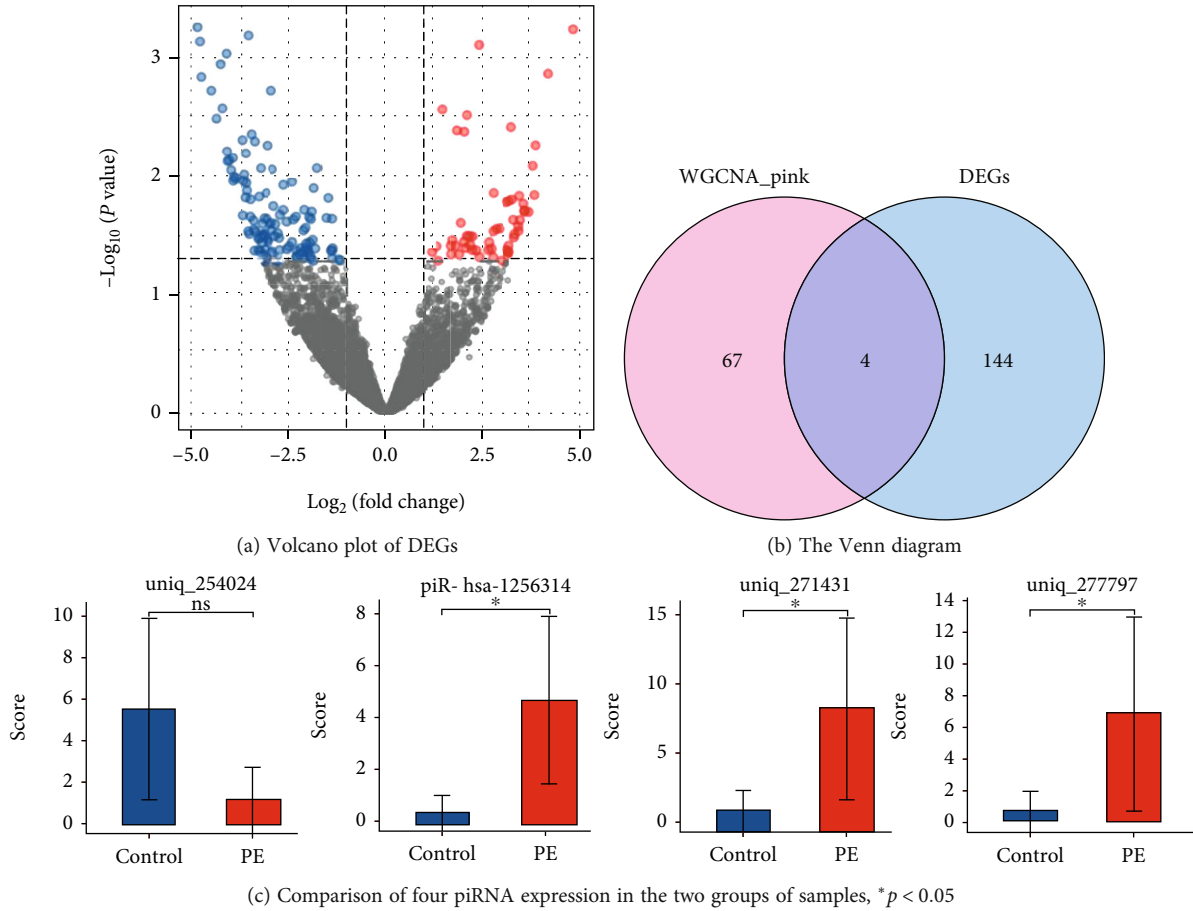 3
2
1
0
−Log₁₀ (P value)
−5.0 −2.5 0.0 2.5 5.0
Log₂ (fold change)
(a) Volcano plot of DEGs
WGCNA_pink DEGs
67 4 144
(b) The Venn diagram
uniq_254024
ns
10
8
6
4
2
0
Score
Control PE
piR- hsa-1256314
*
8
6
4
2
0
Score
Control PE
uniq_271431
*
15
10
5
0
Score
Control PE
uniq_277797
*
14
12
10
8
6
4
2
0
Score
Control PE
(c) Comparison of four piRNA expression in the two groups of samples, *p < 0.05